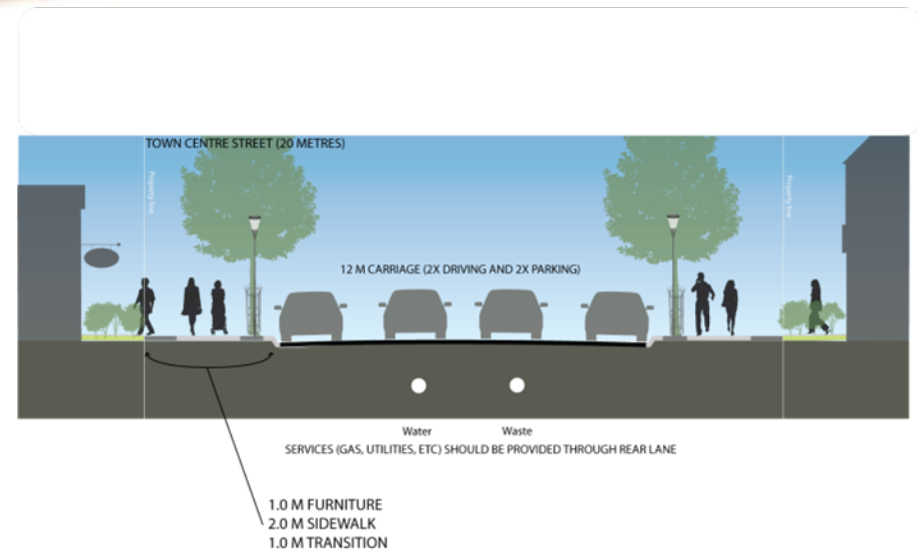 TOWN CENTRE STREET (20 METRES)
Property line
Property line
12 M CARRIAGE (2X DRIVING AND 2X PARKING)
Water
Waste
SERVICES (GAS, UTILITIES, ETC) SHOULD BE PROVIDED THROUGH REAR LANE
1.0 M FURNITURE
2.0 M SIDEWALK
1.0 M TRANSITION